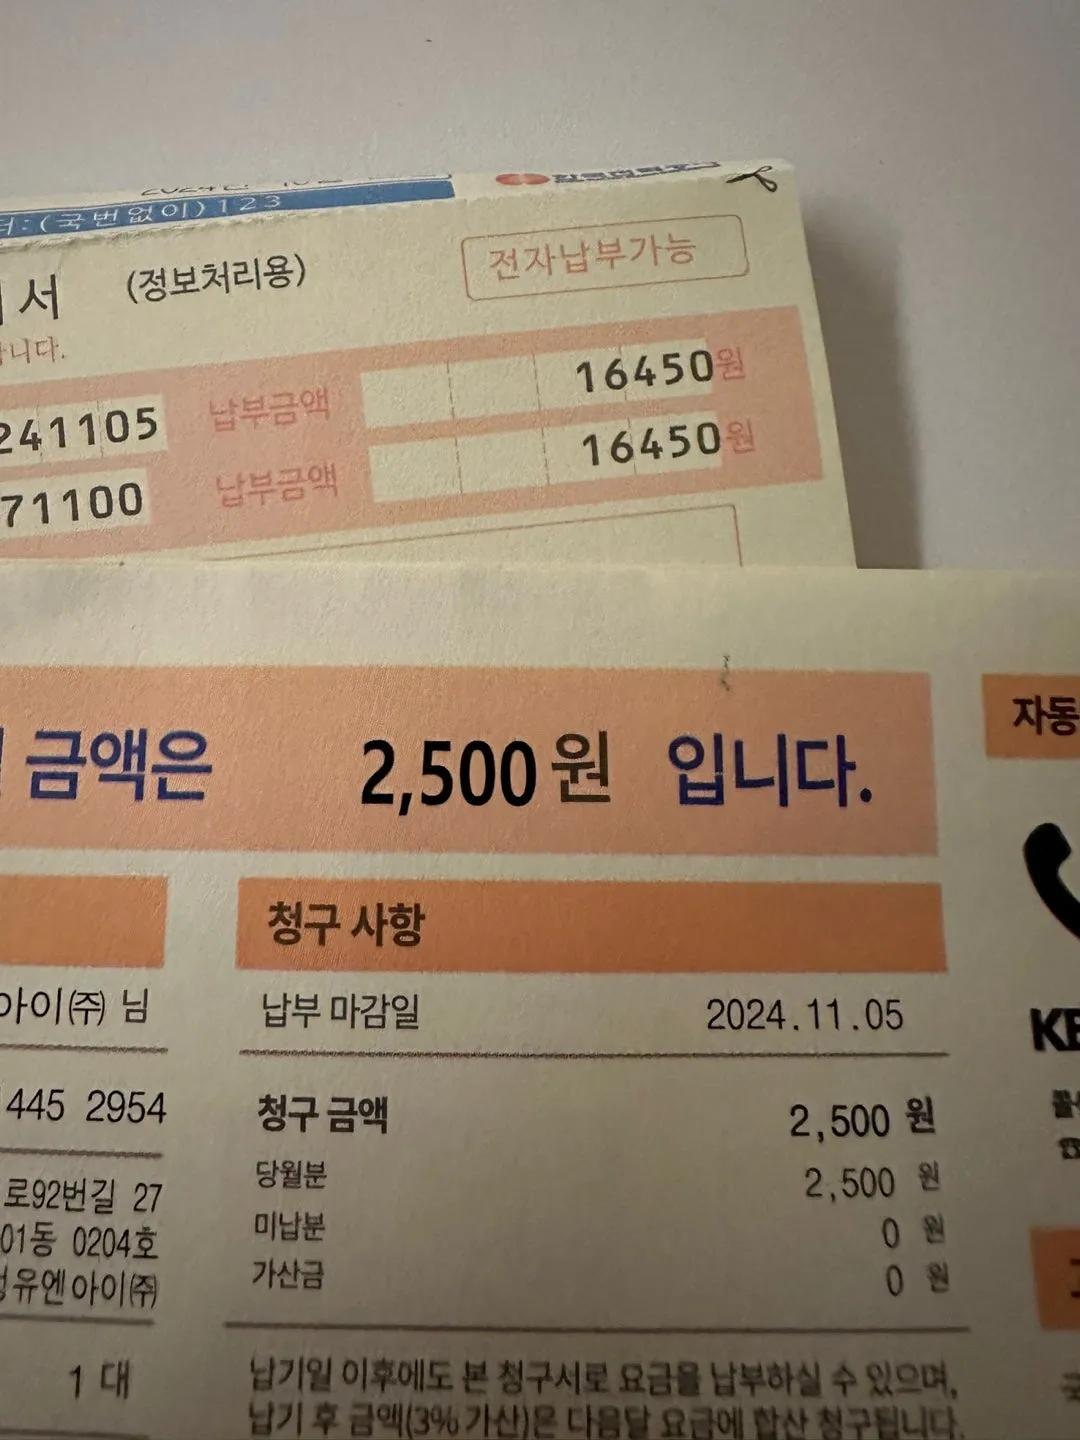 (국번없이)123
서 (정보처리용) 전자납부가능
니다.
241105 납부금액 16450원
71100 납부금액 16450원
금액은 2,500원 입니다.
자동
청구 사항
아이(주) 님
납부 마감일 2024.11.05
445 2954
청구 금액 2,500 원
당월분 2,500 원
로92번길 27
미납분 0 원
01동 0204호
가산금 0 원
유엔아이(주)
1 대
납기일 이후에도 본 청구서로 요금을 납부하실 수 있으며,
납기 후 금액(3% 가산)은 다음달 요금에 합산 청구됩니다.